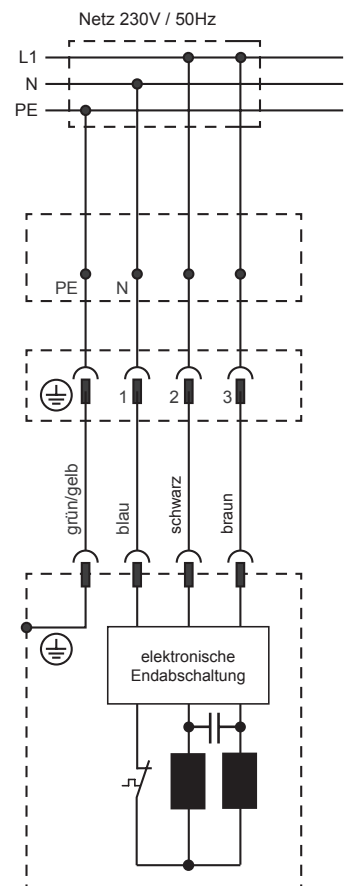 Netz 230V / 50Hz
L1
N
PE
PE
N
1
2
3
grün/gelb
blau
schwarz
braun
elektronische
Endabschaltung